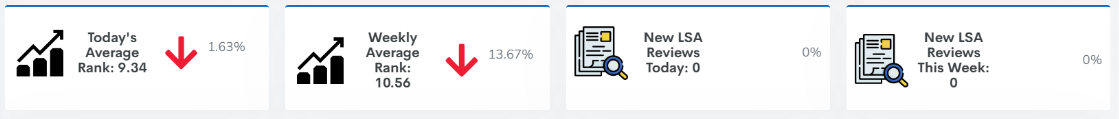 Today's
Average
Rank: 9.34
1.63%
Weekly
Average
Rank:
10.56
13.67%
New LSA
Reviews
Today: 0
0%
New LSA
Reviews
This Week:
0
0%